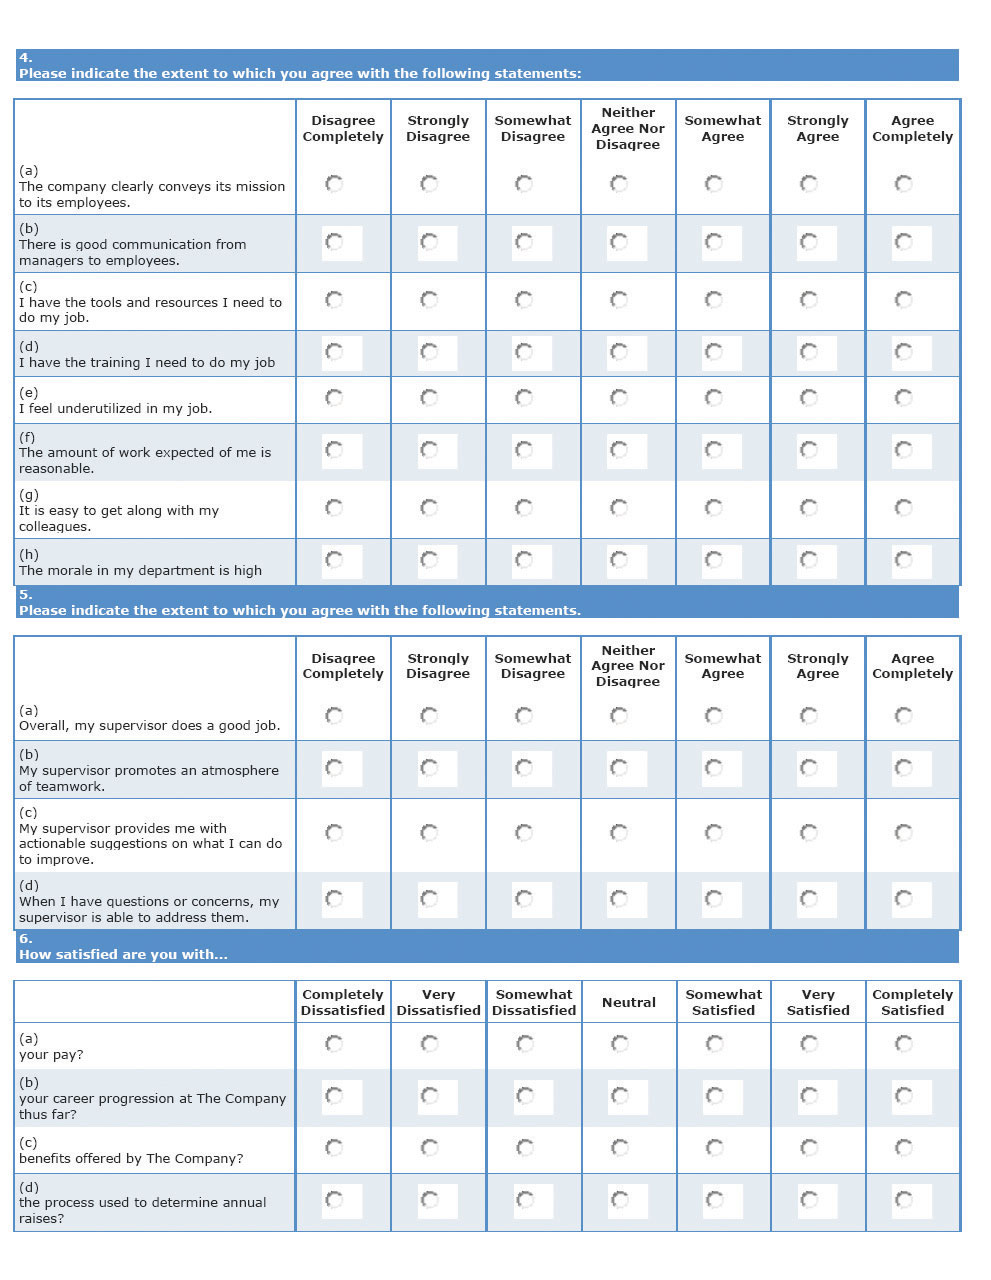 4.
Please indicate the extent to which you agree with the following statements:
Disagree Completely Strongly Disagree Somewhat Disagree Neither Agree Nor Disagree Somewhat Agree Strongly Agree Agree Completely
(a)
The company clearly conveys its mission
to its employees.
(b)
There is good communication from
managers to employees.
(c)
I have the tools and resources I need to
do my job.
(d)
I have the training I need to do my job
(e)
I feel underutilized in my job.
(f)
The amount of work expected of me is
reasonable.
(g)
It is easy to get along with my
colleagues.
(h)
The morale in my department is high
5.
Please indicate the extent to which you agree with the following statements.
Disagree Completely Strongly Disagree Somewhat Disagree Neither Agree Nor Disagree Somewhat Agree Strongly Agree Agree Completely
(a)
Overall, my supervisor does a good job.
(b)
My supervisor promotes an atmosphere
of teamwork.
(c)
My supervisor provides me with
actionable suggestions on what I can do
to improve.
(d)
When I have questions or concerns, my
supervisor is able to address them.
6.
How satisfied are you with...
Completely Dissatisfied Very Dissatisfied Somewhat Dissatisfied Neutral Somewhat Satisfied Very Satisfied Completely Satisfied
(a)
your pay?
(b)
your career progression at The Company
thus far?
(c)
benefits offered by The Company?
(d)
the process used to determine annual
raises?